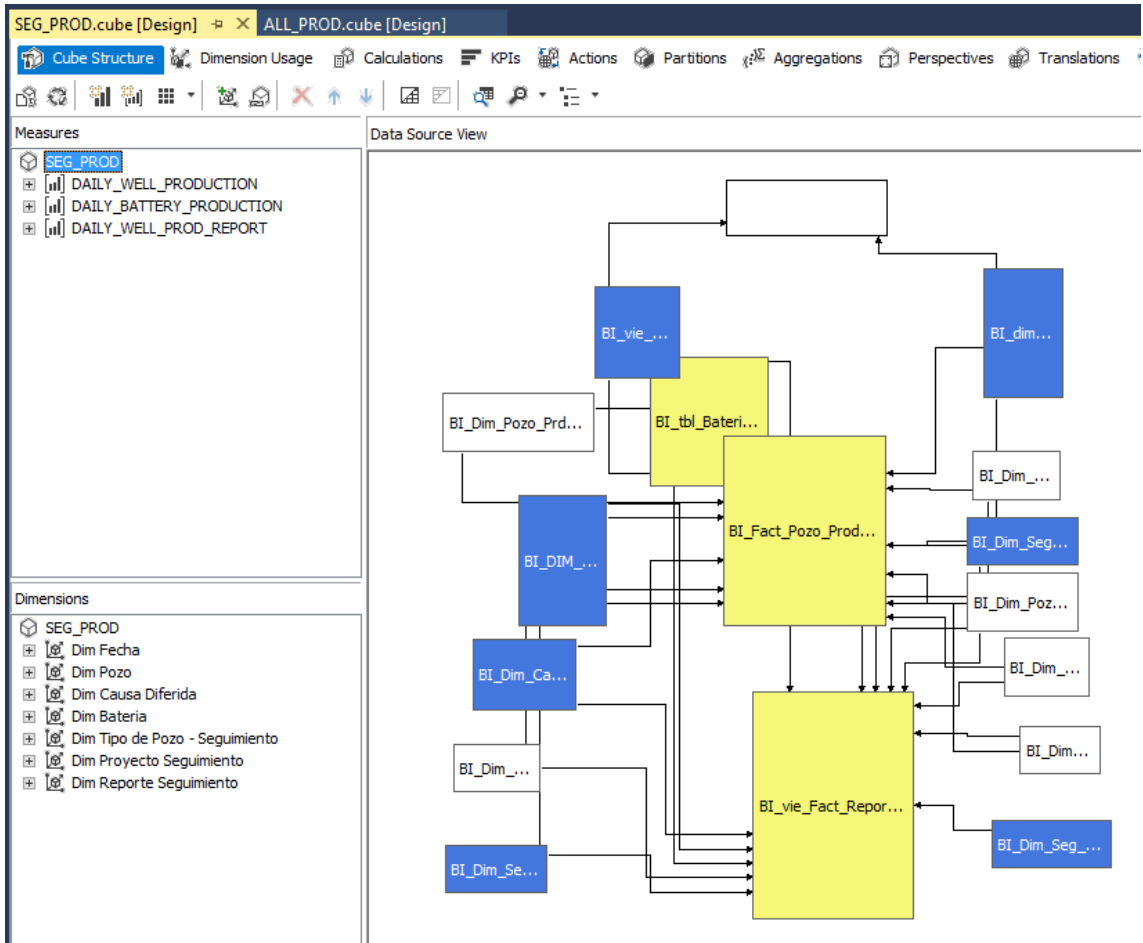 SEG_PROD.cube [Design]
ALL_PROD.cube [Design]
Cube Structure
Dimension Usage
Calculations
KPIs
Actions
Partitions
Aggregations
Perspectives
Translations
Measures
SEG_PROD
DAILY_WELL_PRODUCTION
DAILY_BATTERY_PRODUCTION
DAILY_WELL_PROD_REPORT
Dimensions
SEG_PROD
Dim Fecha
Dim Pozo
Dim Causa Diferida
Dim Bateria
Dim Tipo de Pozo - Seguimiento
Dim Proyecto Seguimiento
Dim Reporte Seguimiento
Data Source View
BI_vie_...
BI_dim...
BI_Dim_Pozo_Prd...
BI_tbl_Bateri...
BI_Dim_...
BI_Fact_Pozo_Prod...
BI_Dim_Seg...
BI_DIM_...
BI_Dim_Poz...
BI_Dim_Ca...
BI_Dim_...
BI_Dim...
BI_Dim_...
BI_vie_Fact_Repor...
BI_Dim_Seg_...
BI_Dim_Se...